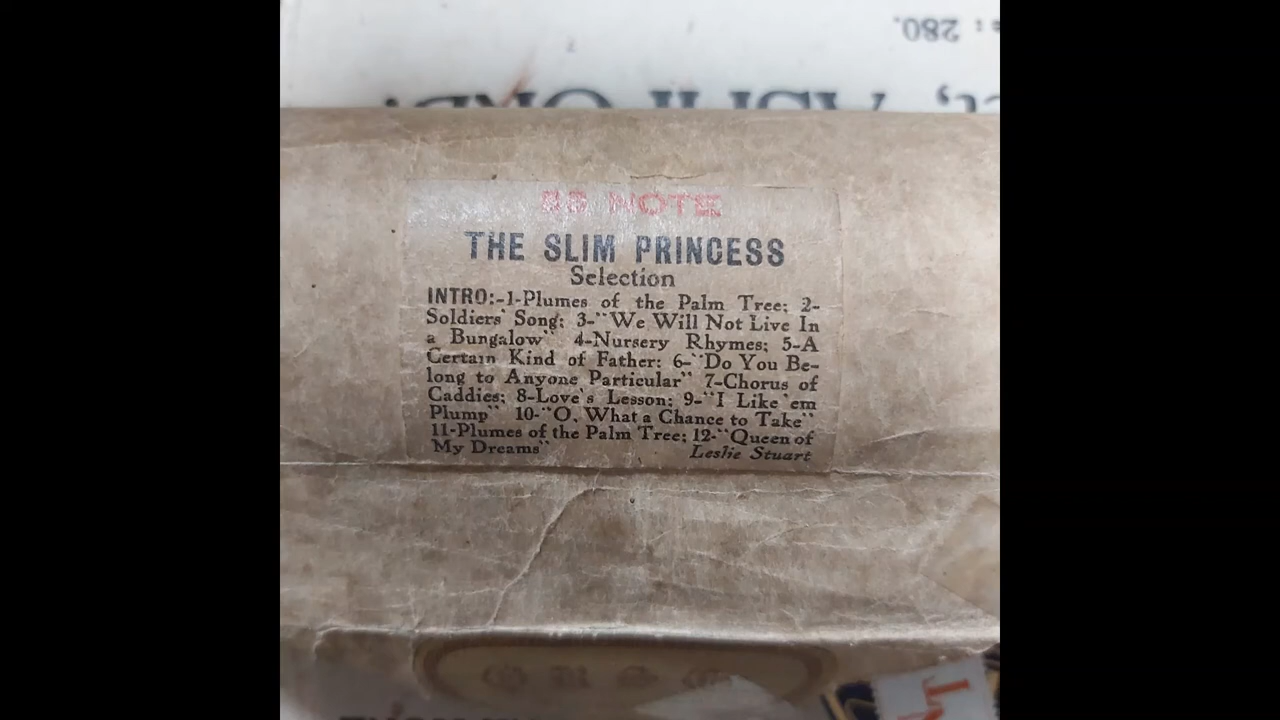 : 280.
88 NOTE
THE SLIM PRINCESS
Selection
INTRO:-1-Plumes of the Palm Tree; 2-
Soldiers' Song; 3-"We Will Not Live In
a Bungalow" 4-Nursery Rhymes; 5-A
Certain Kind of Father: 6-"Do You Be-
long to Anyone Particular" 7-Chorus of
Caddies; 8-Love's Lesson; 9-"I Like 'em
Plump" 10-"O, What a Chance to Take"
11-Plumes of the Palm Tree; 12-"Queen of
My Dreams" Leslie Stuart